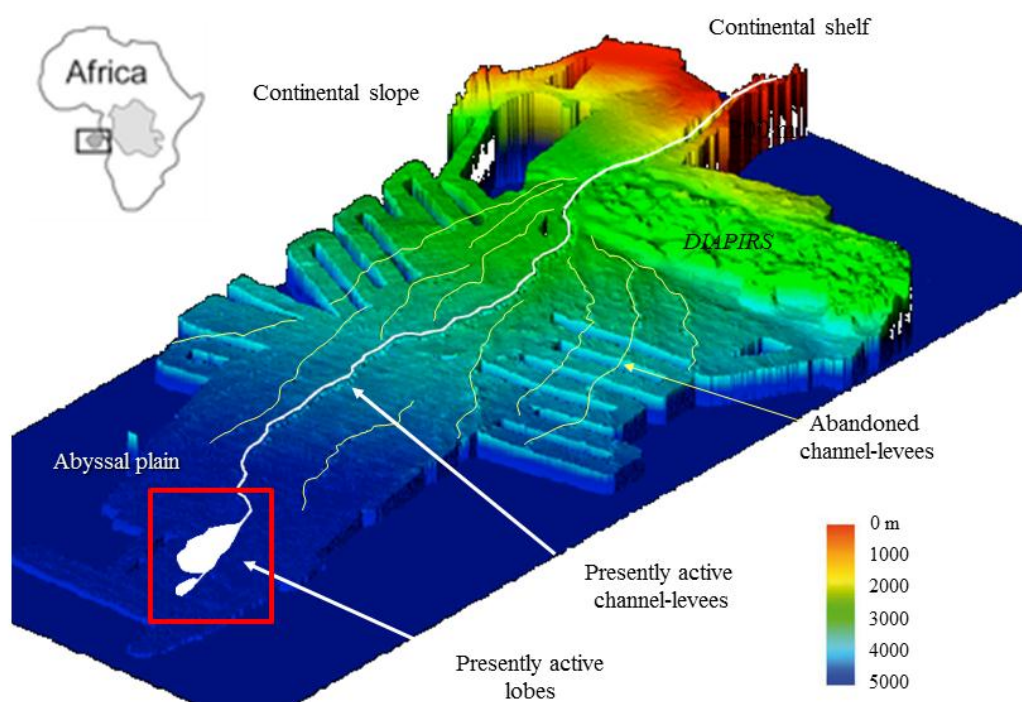 Continental shelf
Africa
Continental slope
DIAPIRS
Abandoned
channel-levees
Abyssal plain
0 m
1000
2000
3000
4000
5000
Presently active
channel-levees
Presently active
lobes